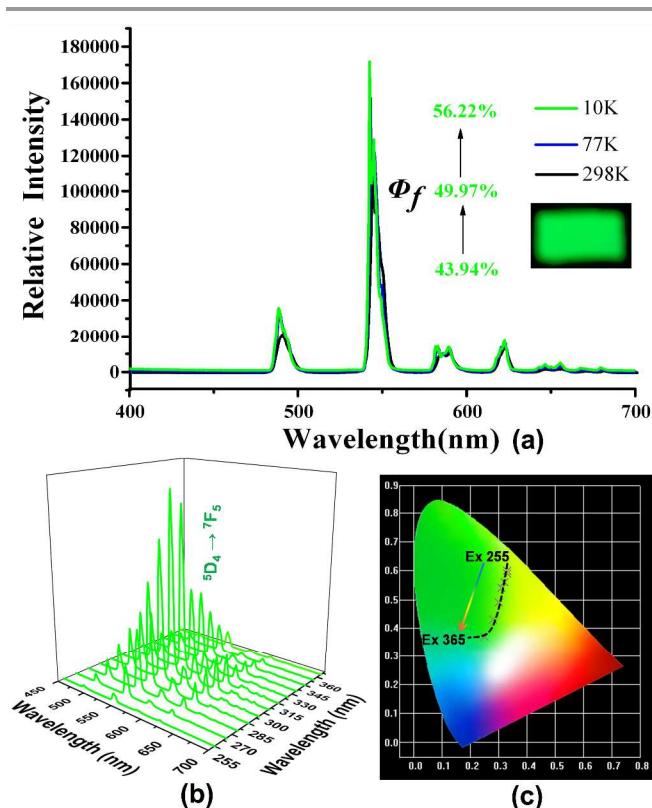 180000
160000
140000
120000
100000
80000
60000
40000
20000
0
Relative Intensity
400
500
600
700
Wavelength(nm) (a)
56.22%
Φf 49.97%
43.94%
10K
77K
298K
⁵D₄ → ⁷F₅
450
500
550
600
650
700
Wavelength (nm)
360
345
330
315
300
285
270
255
Wavelength (nm)
(b)
0.9
0.8
0.7
0.6
0.5
0.4
0.3
0.2
0.1
0.0
0.0 0.1 0.2 0.3 0.4 0.5 0.6 0.7 0.8
Ex 255
Ex 365
(c)